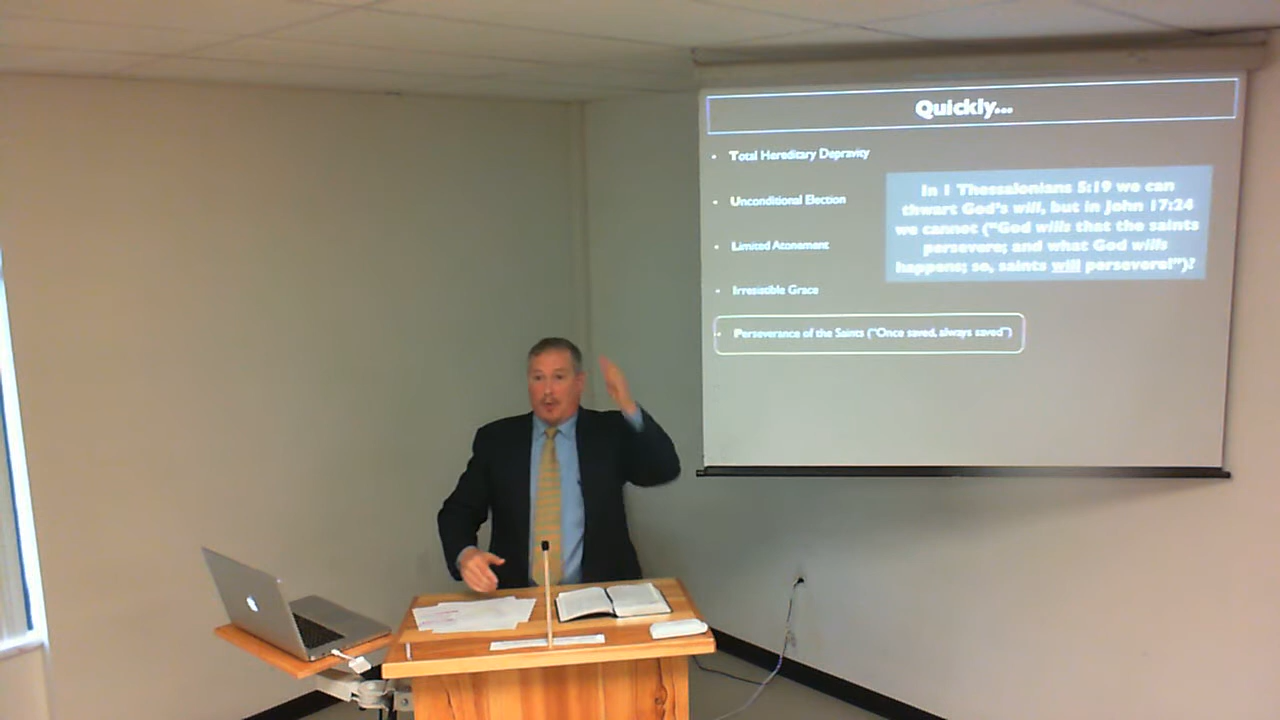 Quickly...
• Total Hereditary Depravity
• Unconditional Election
• Limited Atonement
• Irresistible Grace
• Perseverance of the Saints ("Once saved, always saved")
In 1 Thessalonians 5:19 we can
thwart God's will, but in John 17:24
we cannot ("God wills that the saints
persevere; and what God wills
happens; so, saints will persevere!")?